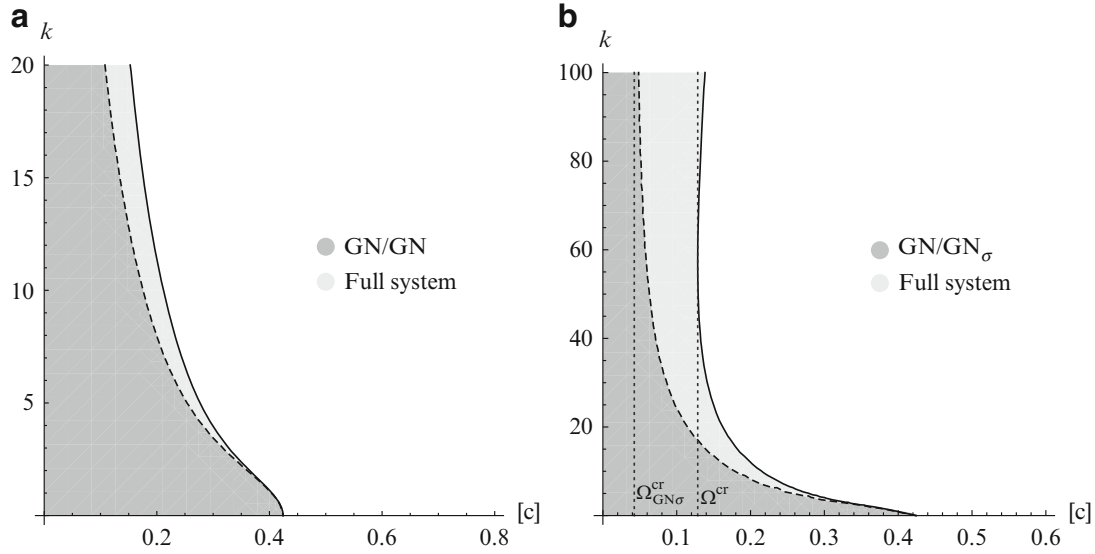 a
k
20
15
10
5
GN/GN
Full system
0.2 0.4 0.6 0.8
[c]
b
k
100
80
60
40
20
GN/GNσ
Full system
Ω^cr_GNσ Ω^cr
0.1 0.2 0.3 0.4 0.5 0.6
[c]